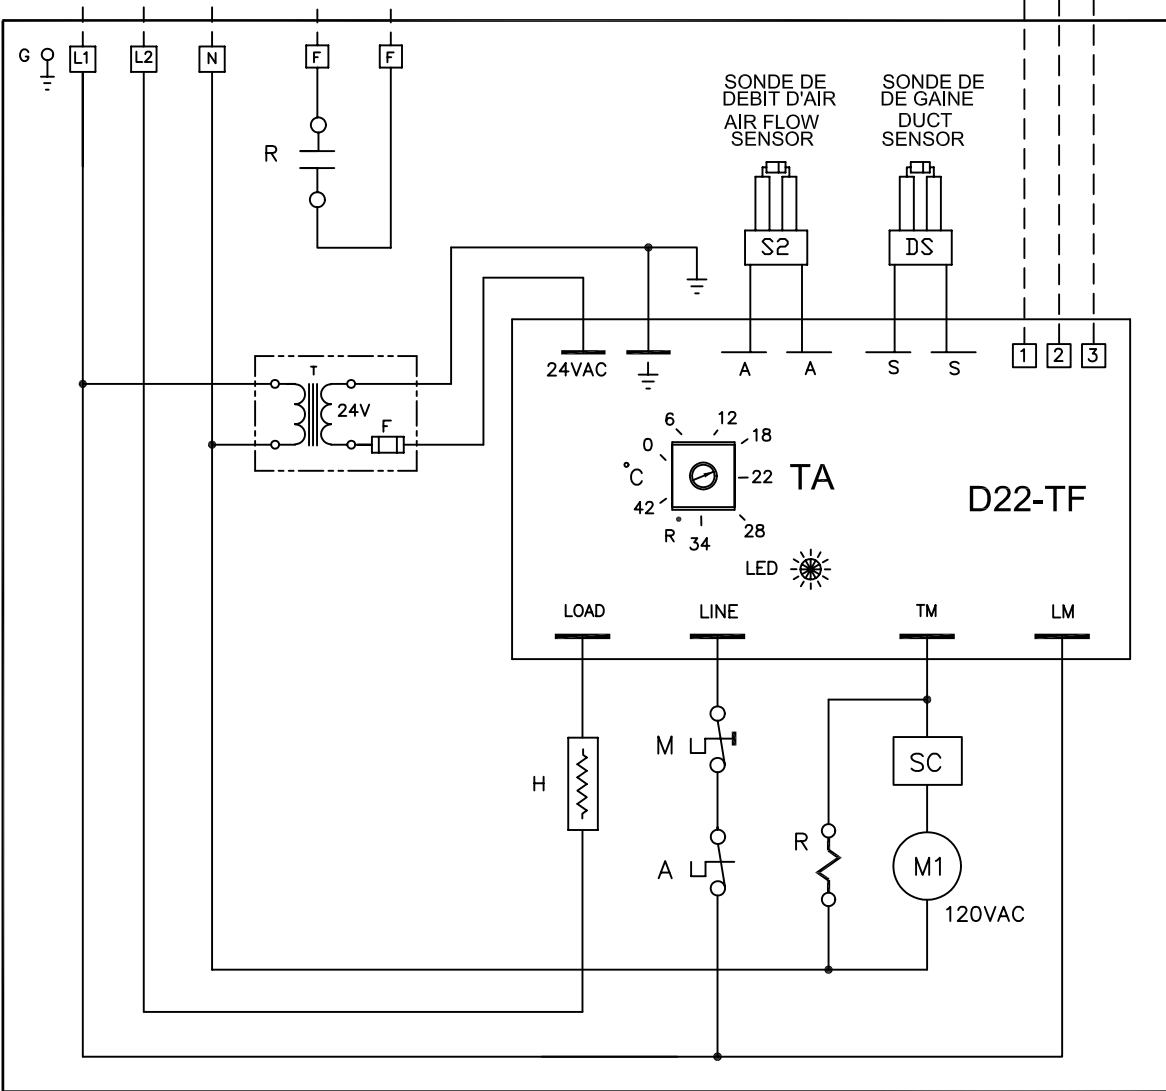 G L1 L2 N F F
R
SONDE DE
DEBIT D'AIR
AIR FLOW
SENSOR
SONDE DE
DE GAINE
DUCT
SENSOR
S2
DS
24VAC
A A
S S
1 2 3
T
24V
F
°C
0
6
12
18
22
28
34
42
R
TA
D22-TF
LED
LOAD LINE TM LM
H
M
A
R
SC
M1
120VAC